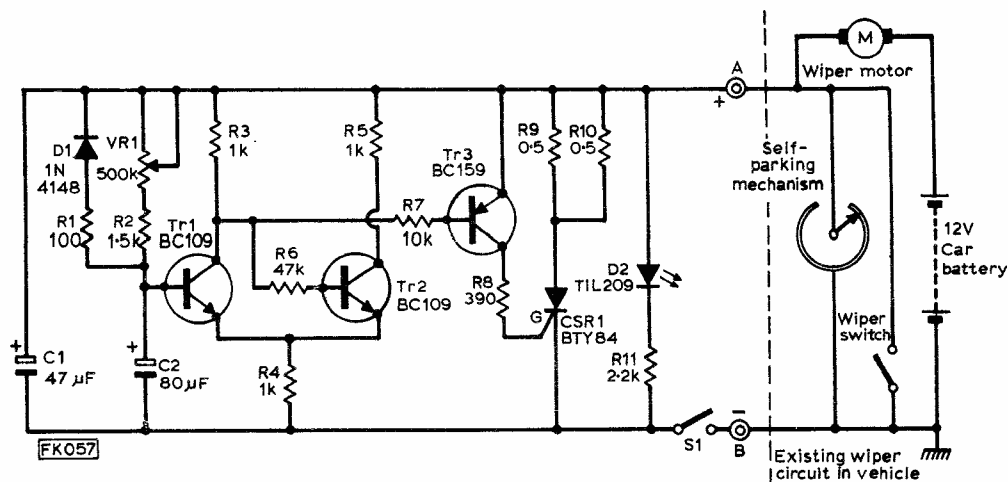 M
Wiper motor
A
+
R3
1k
R5
1k
R9
0.5
R10
0.5
D1
1N
4148
VR1
500k
Tr3
BC159
Self-
parking
mechanism
R1
100
R2
1.5k
Tr1
BC109
R7
10k
12V
Car
battery
R6
47k
Tr2
BC109
R8
390
D2
TIL209
G
CSR1
BTY84
Wiper
switch
+
C1
47 µF
+
C2
80µF
R4
1k
R11
2.2k
FK057
S1
–
B
Existing wiper
circuit in vehicle